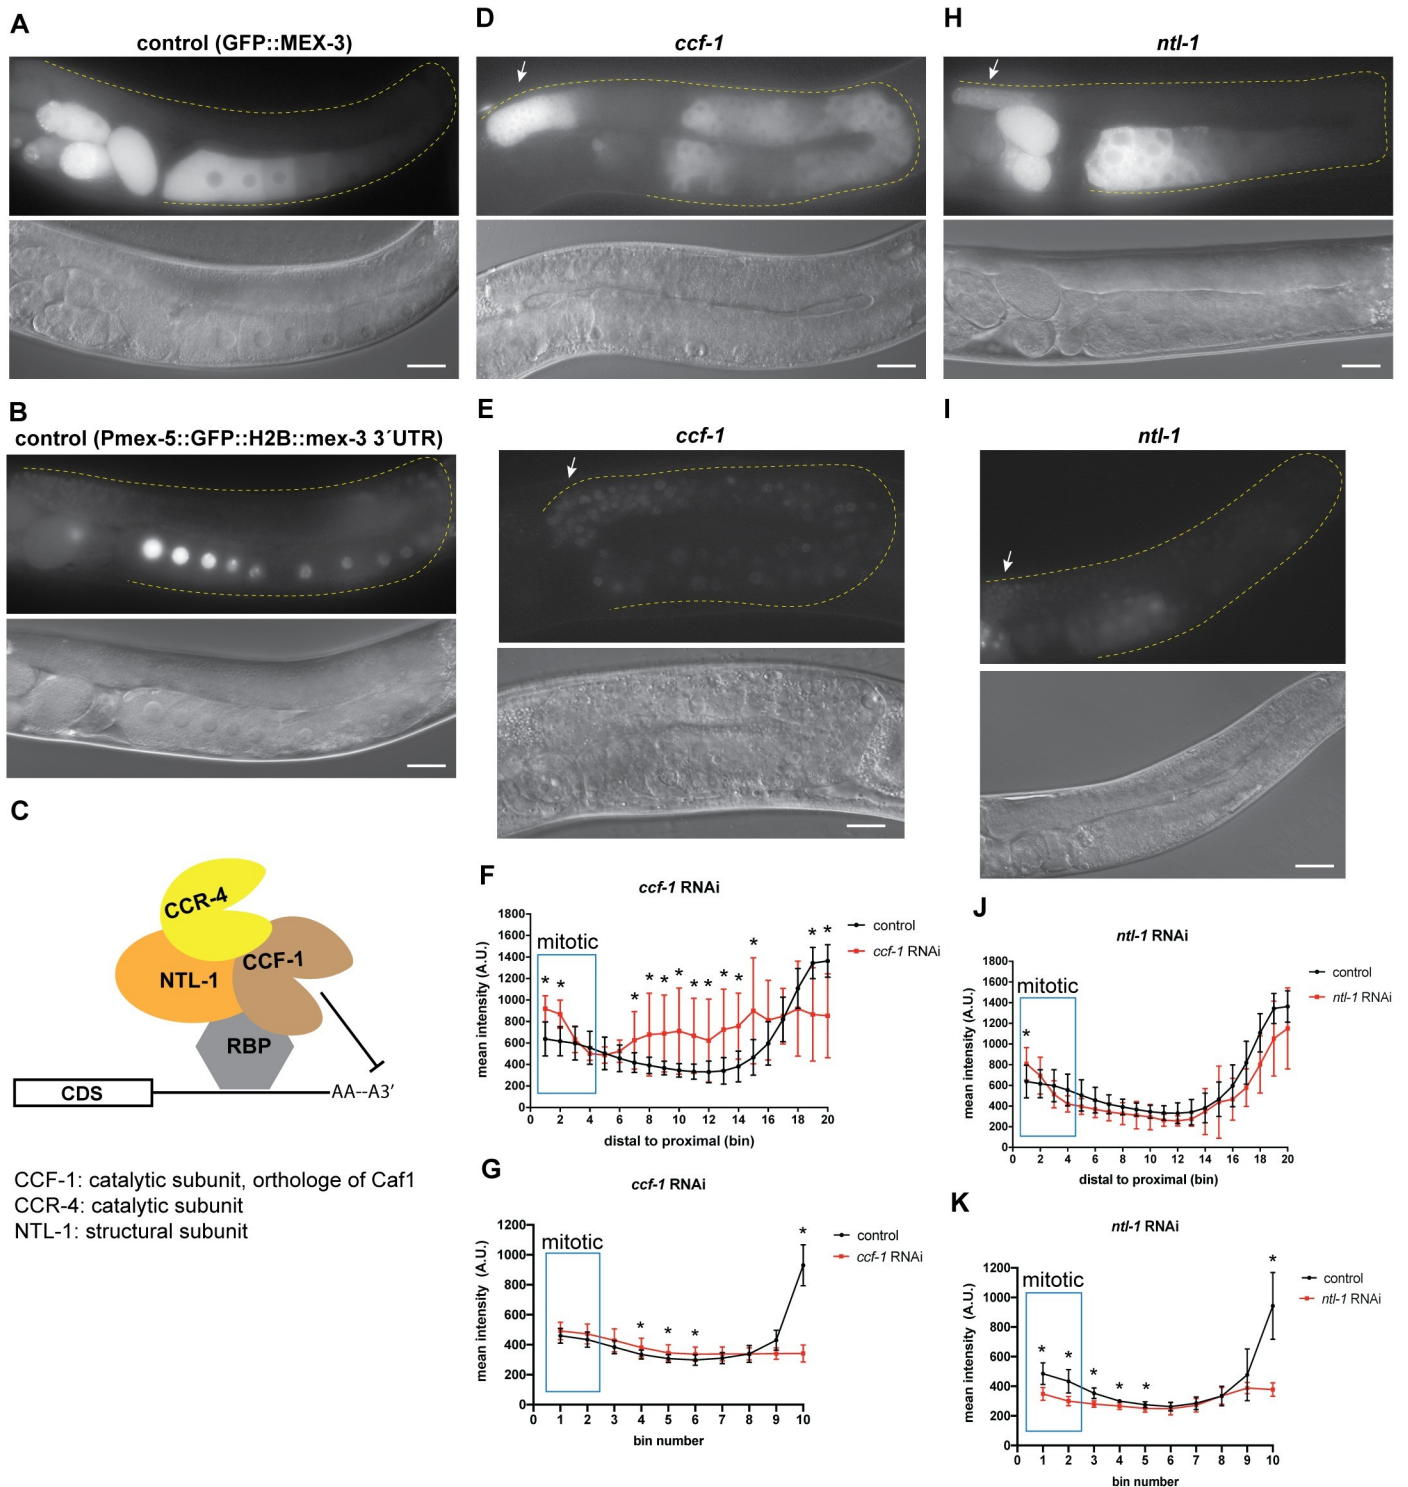 A
control (GFP::MEX-3)
D
ccf-1
H
ntl-1
B
control (Pmex-5::GFP::H2B::mex-3 3´UTR)
E
ccf-1
I
ntl-1
C
CCR-4
NTL-1
CCF-1
RBP
CDS
AA--A3′
CCF-1: catalytic subunit, orthologe of Caf1
CCR-4: catalytic subunit
NTL-1: structural subunit
F
ccf-1 RNAi
mean intensity (A.U.)
1800
1600
1400
1200
1000
800
600
400
200
0
mitotic
* * * * * * * * * * * * *
control
ccf-1 RNAi
0 2 4 6 8 10 12 14 16 18 20
distal to proximal (bin)
G
ccf-1 RNAi
mean intensity (A.U.)
1200
1000
800
600
400
200
0
mitotic
* * * *
control
ccf-1 RNAi
0 1 2 3 4 5 6 7 8 9 10
bin number
J
ntl-1 RNAi
mean intensity (A.U.)
1800
1600
1400
1200
1000
800
600
400
200
0
mitotic
*
control
ntl-1 RNAi
0 2 4 6 8 10 12 14 16 18 20
distal to proximal (bin)
K
ntl-1 RNAi
mean intensity (A.U.)
1200
1000
800
600
400
200
0
mitotic
* * * * * *
control
ntl-1 RNAi
0 1 2 3 4 5 6 7 8 9 10
bin number